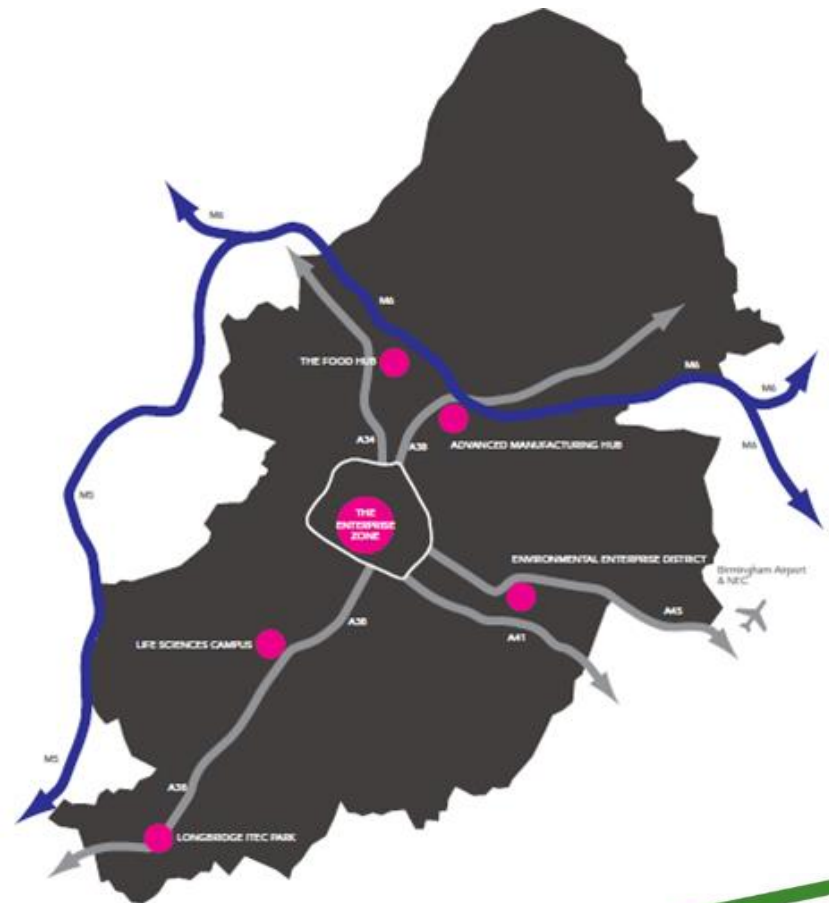 M6
M6
THE FOOD HUB
M6
M6
A34
A38
ADVANCED MANUFACTURING HUB
M6
M5
THE
ENTERPRISE
ZONE
ENVIRONMENTAL ENTERPRISE DISTRICT
Birmingham Airport
& NEC
A45
A38
A41
LIFE SCIENCES CAMPUS
M5
A38
LONGBRIDGE ITEC PARK